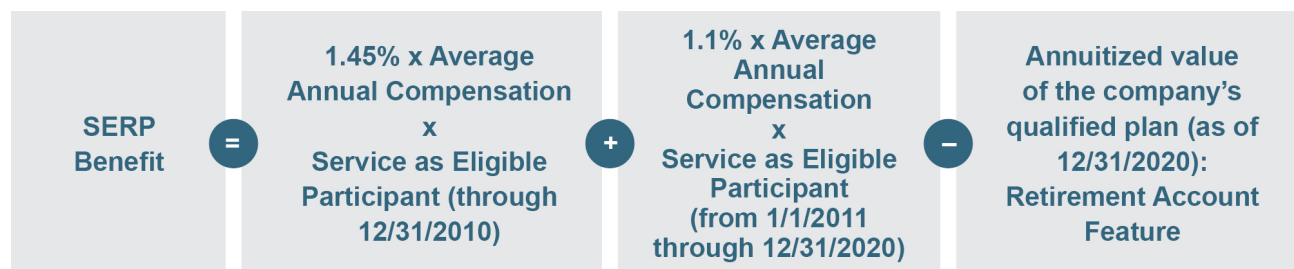 SERP
Benefit
=
1.45% x Average
Annual Compensation
x
Service as Eligible
Participant (through
12/31/2010)
+
1.1% x Average
Annual
Compensation
x
Service as Eligible
Participant
(from 1/1/2011
through 12/31/2020)
–
Annuitized value
of the company’s
qualified plan (as of
12/31/2020):
Retirement Account
Feature